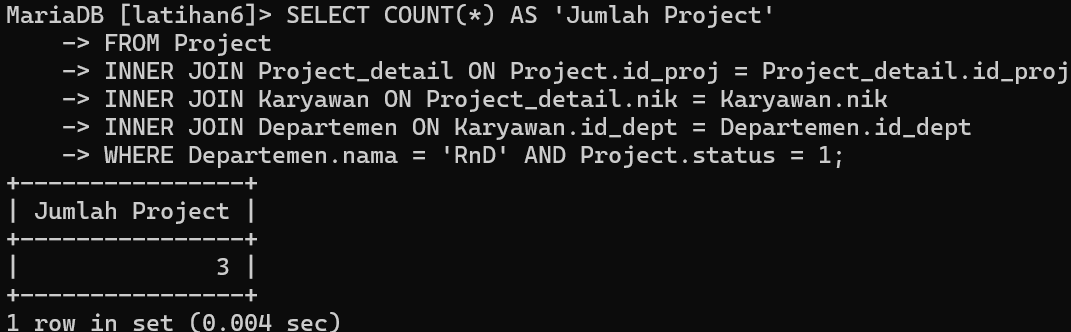 MariaDB [latihan6]> SELECT COUNT(*) AS 'Jumlah Project'
    -> FROM Project
    -> INNER JOIN Project_detail ON Project.id_proj = Project_detail.id_proj
    -> INNER JOIN Karyawan ON Project_detail.nik = Karyawan.nik
    -> INNER JOIN Departemen ON Karyawan.id_dept = Departemen.id_dept
    -> WHERE Departemen.nama = 'RnD' AND Project.status = 1;
+----------------+
| Jumlah Project |
+----------------+
|              3 |
+----------------+
1 row in set (0.004 sec)